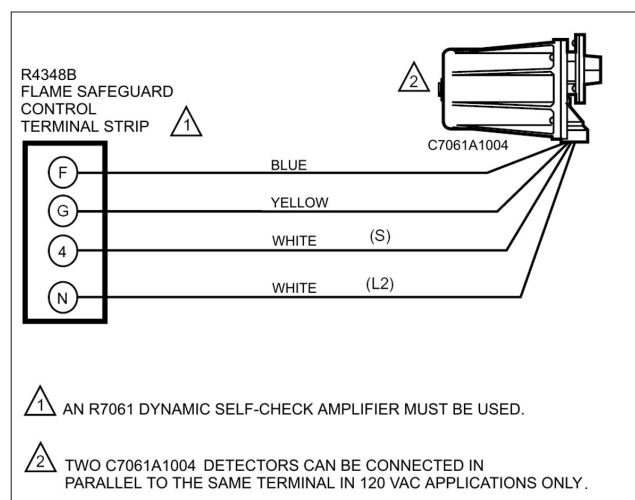 R4348B
FLAME SAFEGUARD
CONTROL
TERMINAL STRIP 1
2
C7061A1004
F BLUE
G YELLOW
4 WHITE (S)
N WHITE (L2)
1 AN R7061 DYNAMIC SELF-CHECK AMPLIFIER MUST BE USED.
2 TWO C7061A1004 DETECTORS CAN BE CONNECTED IN
PARALLEL TO THE SAME TERMINAL IN 120 VAC APPLICATIONS ONLY.